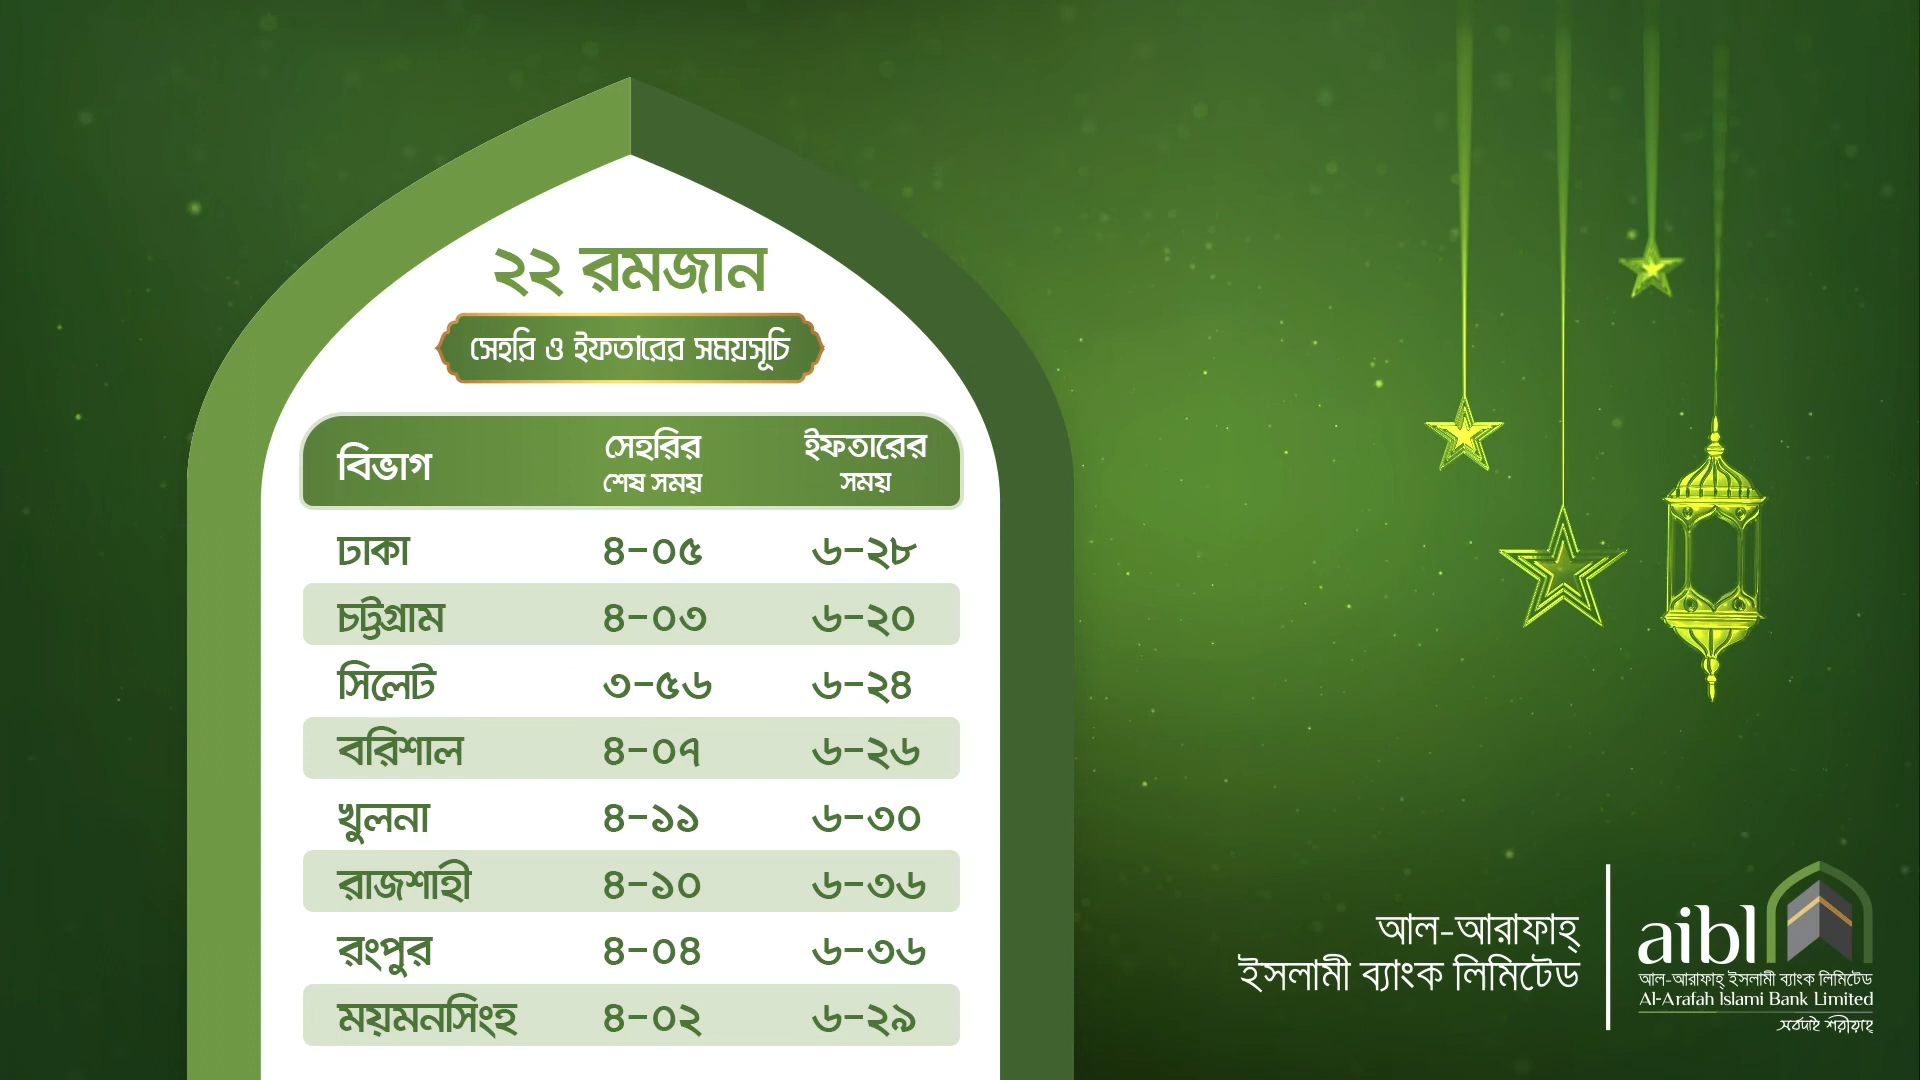 ২২ রমজান
সেহরি ও ইফতারের সময়সূচি
বিভাগ সেহরির শেষ সময় ইফতারের সময়
ঢাকা ৪-০৫ ৬-২৮
চট্টগ্রাম ৪-০৩ ৬-২০
সিলেট ৩-৫৬ ৬-২৪
বরিশাল ৪-০৭ ৬-২৬
খুলনা ৪-১১ ৬-৩০
রাজশাহী ৪-১০ ৬-৩৬
রংপুর ৪-০৪ ৬-৩৬
ময়মনসিংহ ৪-০২ ৬-২৯
আল-আরাফাহ্
ইসলামী ব্যাংক লিমিটেড
aibl
আল-আরাফাহ্ ইসলামী ব্যাংক লিমিটেড
Al-Arafah Islami Bank Limited
সর্বদাই শরীয়াহ্